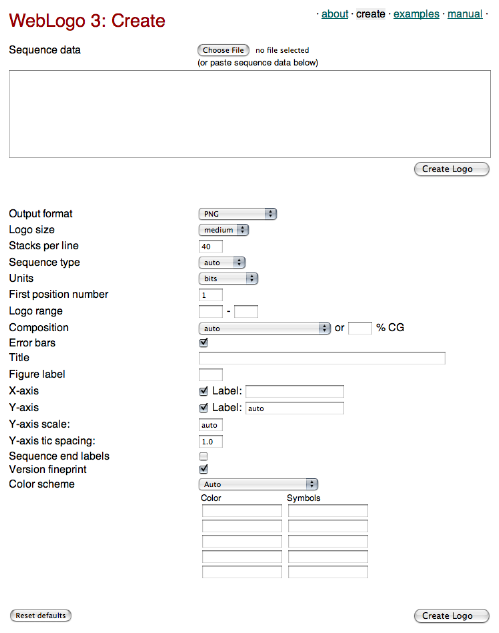 WebLogo 3: Create
· about · create · examples · manual ·
Sequence data Choose File no file selected
(or paste sequence data below)
Create Logo
Output format PNG
Logo size medium
Stacks per line 40
Sequence type auto
Units bits
First position number 1
Logo range -
Composition auto or % CG
Error bars
Title
Figure label
X-axis Label:
Y-axis Label: auto
Y-axis scale: auto
Y-axis tic spacing: 1.0
Sequence end labels
Version fineprint
Color scheme Auto
Color Symbols
Reset defaults Create Logo